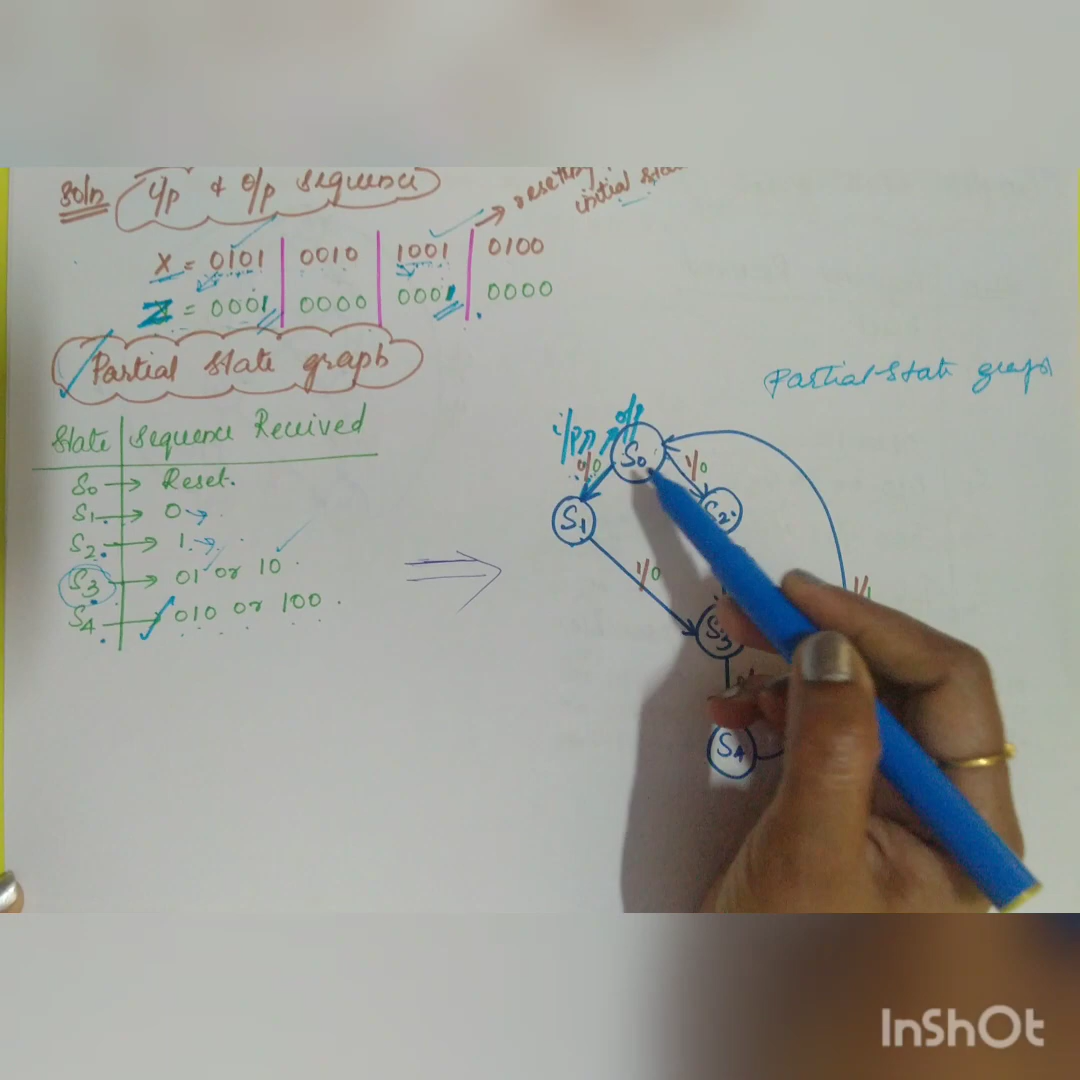 Soln i/p & o/p sequence
→ resetting
initial state
X = 0101 | 0010 | 1001 | 0100
Z = 0001 | 0000 | 0001 | 0000
Partial State graph
Partial State graph
State | Sequence Received
S0 → Reset.
S1 → 0
S2 → 1
S3 → 01 or 10.
S4 → 010 or 100.
i/p o/p
S0
0/0 1/0
S1 S2
1/0
S3
S4
InShOt